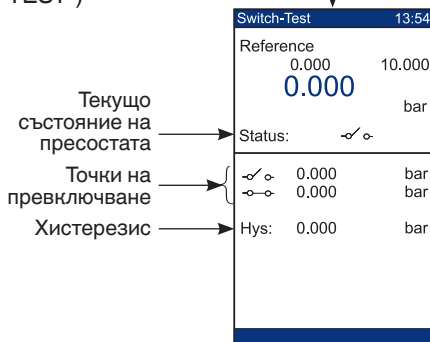 TEST")
Switch-Test 13:54
Reference
0.000 10.000
0.000
bar
Текущо
състояние на
пресостата
Status:
Точки на
превключване
0.000 bar
0.000 bar
Хистерезис
Hys: 0.000 bar